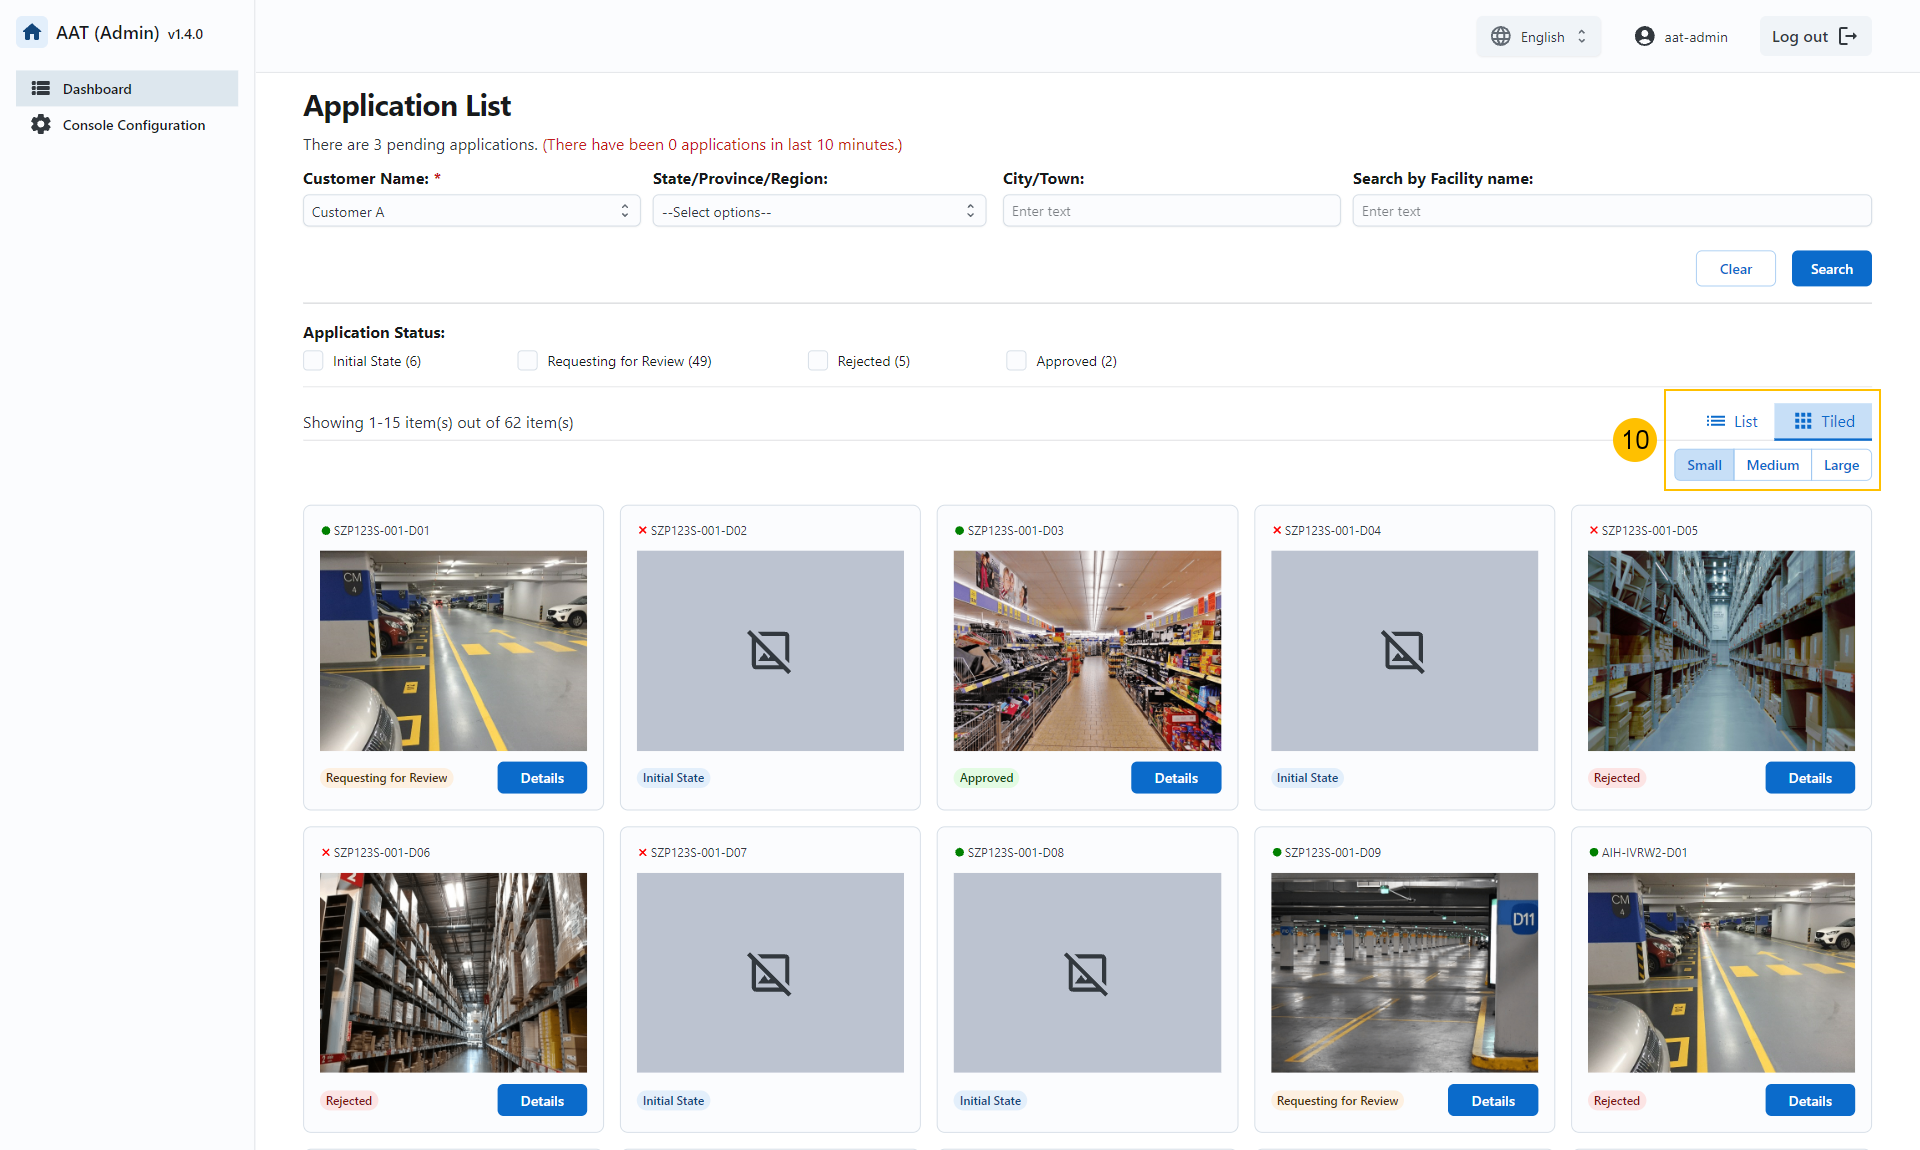 AAT (Admin) v1.4.0
English
aat-admin
Log out
Dashboard
Console Configuration
Application List
There are 3 pending applications. (There have been 0 applications in last 10 minutes.)
Customer Name: *
State/Province/Region:
City/Town:
Search by Facility name:
Customer A
--Select options--
Enter text
Enter text
Clear
Search
Application Status:
Initial State (6)
Requesting for Review (49)
Rejected (5)
Approved (2)
Showing 1-15 item(s) out of 62 item(s)
10
List
Tiled
Small
Medium
Large
SZP123S-001-D01
SZP123S-001-D02
SZP123S-001-D03
SZP123S-001-D04
SZP123S-001-D05
CM
4
Requesting for Review
Details
Initial State
Approved
Details
Initial State
Rejected
Details
SZP123S-001-D06
SZP123S-001-D07
SZP123S-001-D08
SZP123S-001-D09
AIH-IVRW2-D01
2
D11
CM
4
Rejected
Details
Initial State
Initial State
Requesting for Review
Details
Rejected
Details